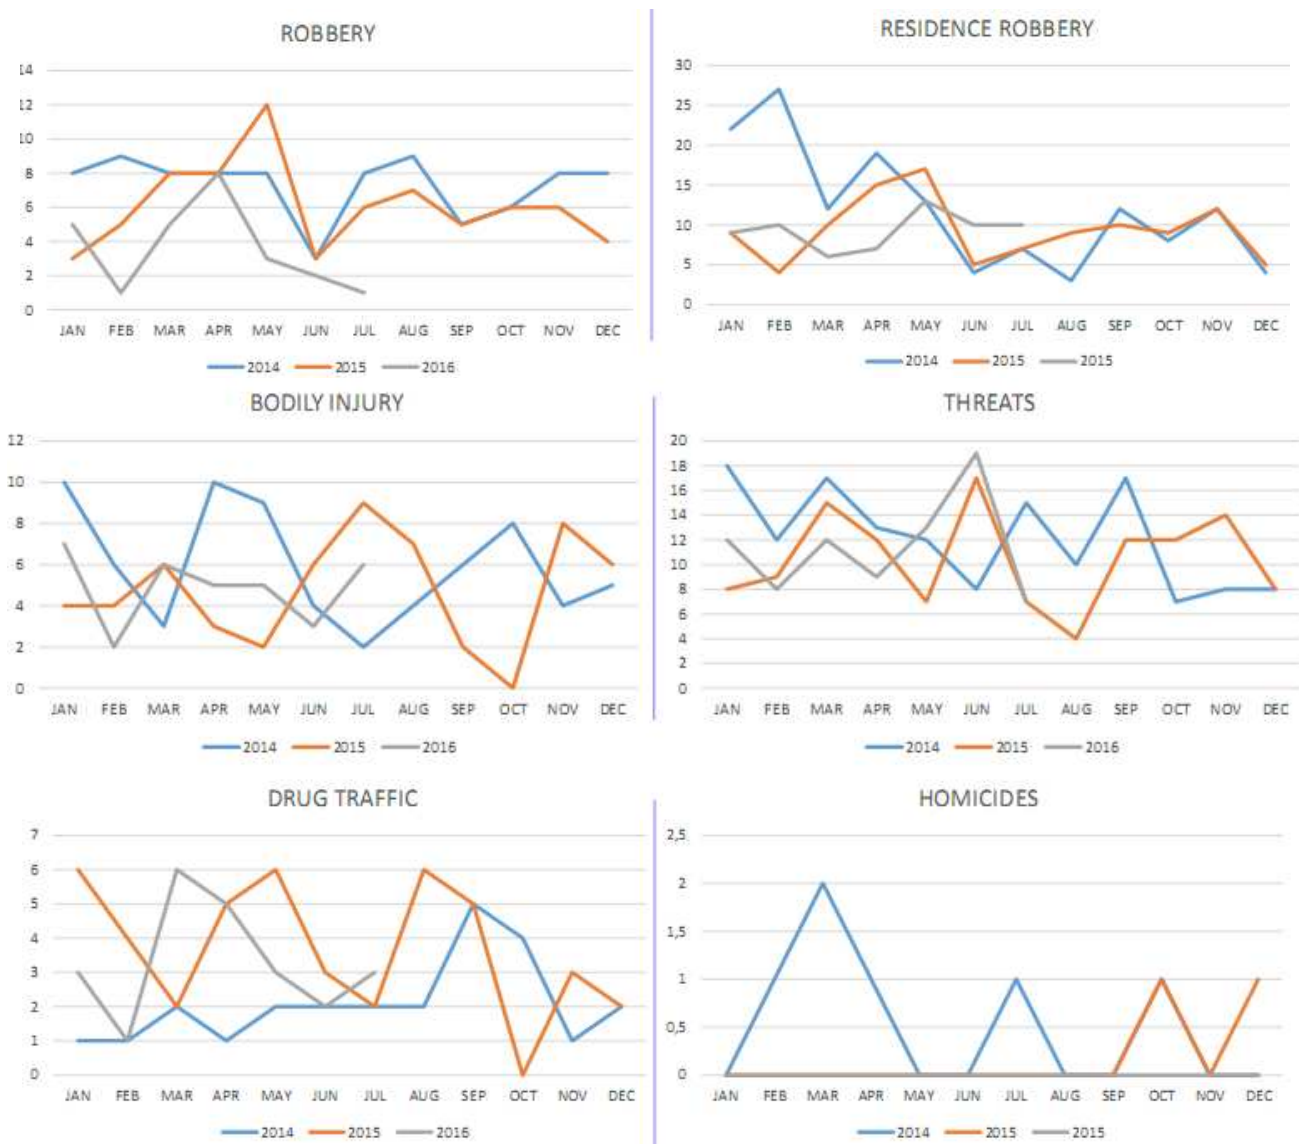 ROBBERY
14
12
10
8
6
4
2
0
JAN FEB MAR APR MAY JUN JUL AUG SEP OCT NOV DEC
2014 2015 2016
RESIDENCE ROBBERY
30
25
20
15
10
5
0
JAN FEB MAR APR MAY JUN JUL AUG SEP OCT NOV DEC
2014 2015 2015
BODILY INJURY
12
10
8
6
4
2
0
JAN FEB MAR APR MAY JUN JUL AUG SEP OCT NOV DEC
2014 2015 2016
THREATS
20
18
16
14
12
10
8
6
4
2
0
JAN FEB MAR APR MAY JUN JUL AUG SEP OCT NOV DEC
2014 2015 2016
DRUG TRAFFIC
7
6
5
4
3
2
1
0
JAN FEB MAR APR MAY JUN JUL AUG SEP OCT NOV DEC
2014 2015 2016
HOMICIDES
2,5
2
1,5
1
0,5
0
JAN FEB MAR APR MAY JUN JUL AUG SEP OCT NOV DEC
2014 2015 2015